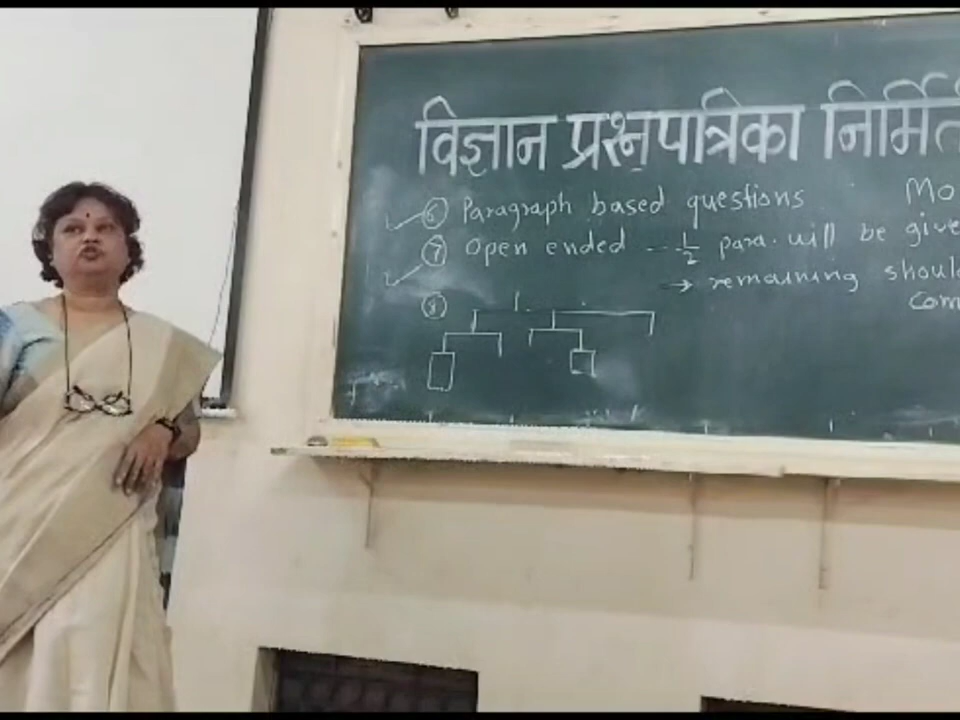 विज्ञान प्रश्नपत्रिका निर्मित
⑥ Paragraph based questions Mo
⑦ Open ended - ½ para. will be give
→ remaining shoul
com
⑧